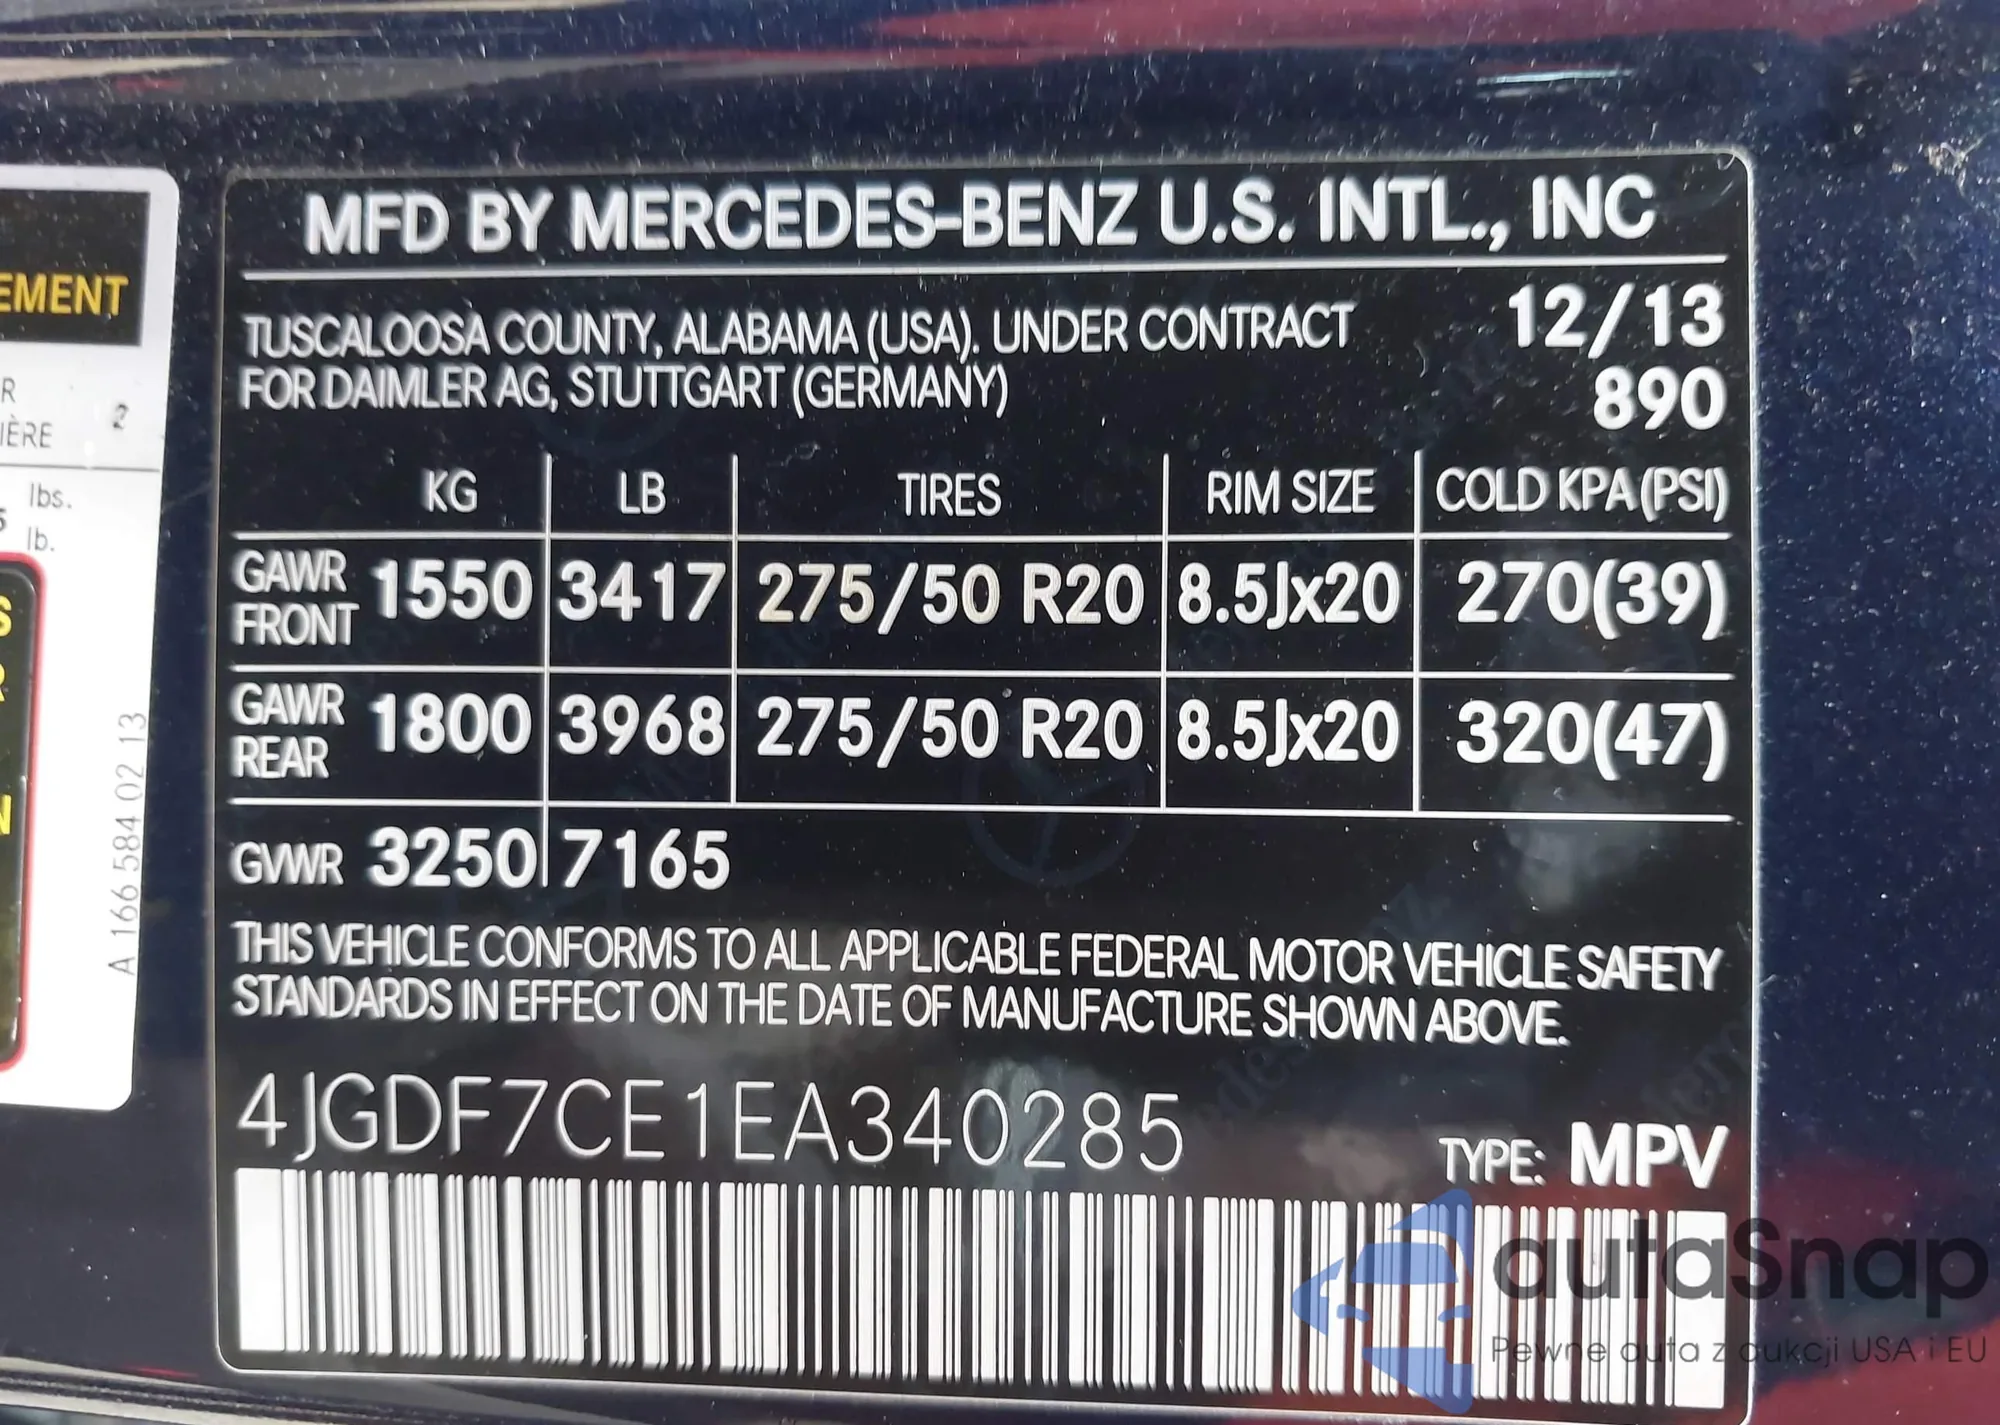 EMENT
R
IÈRE 2
lbs.
lb.
S
R
N
A 166 584 02 13
MFD BY MERCEDES-BENZ U.S. INTL., INC
TUSCALOOSA COUNTY, ALABAMA (USA). UNDER CONTRACT 12/13
FOR DAIMLER AG, STUTTGART (GERMANY) 890
KG LB TIRES RIM SIZE COLD KPA (PSI)
GAWR FRONT 1550 3417 275/50 R20 8.5Jx20 270(39)
GAWR REAR 1800 3968 275/50 R20 8.5Jx20 320(47)
GVWR 3250 7165
THIS VEHICLE CONFORMS TO ALL APPLICABLE FEDERAL MOTOR VEHICLE SAFETY
STANDARDS IN EFFECT ON THE DATE OF MANUFACTURE SHOWN ABOVE.
4JGDF7CE1EA340285
TYPE: MPV
autaSnap
Pewne auta z aukcji USA i EU